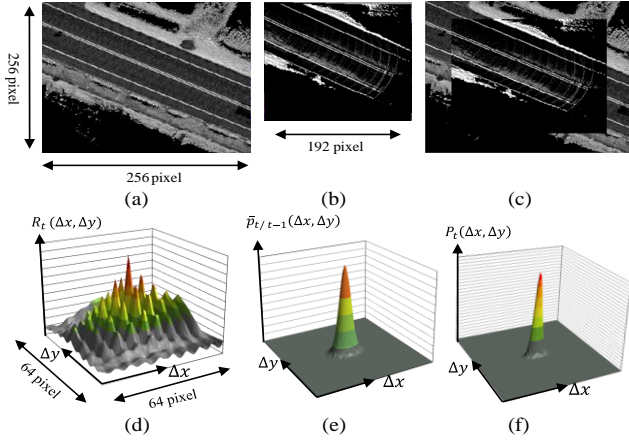 256 pixel
256 pixel
192 pixel
(a)
(b)
(c)
R_t (Δx, Δy)
p̄_{t/t−1}(Δx, Δy)
P_t(Δx, Δy)
Δy
Δx
64 pixel
64 pixel
Δy
Δx
Δy
Δx
(d)
(e)
(f)